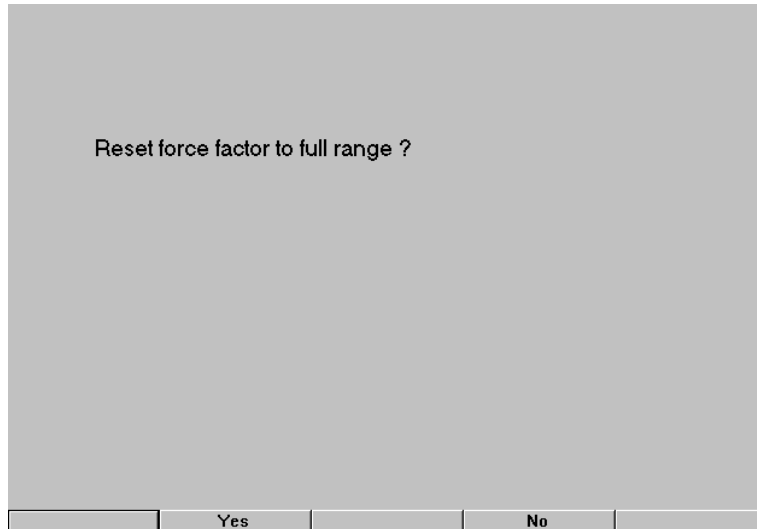 Reset force factor to full range ?
Yes No